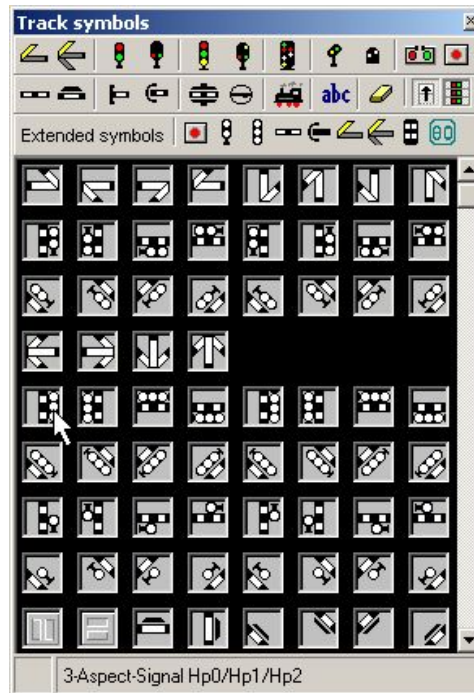 Track symbols
abc
Extended symbols
3-Aspect-Signal Hp0/Hp1/Hp2